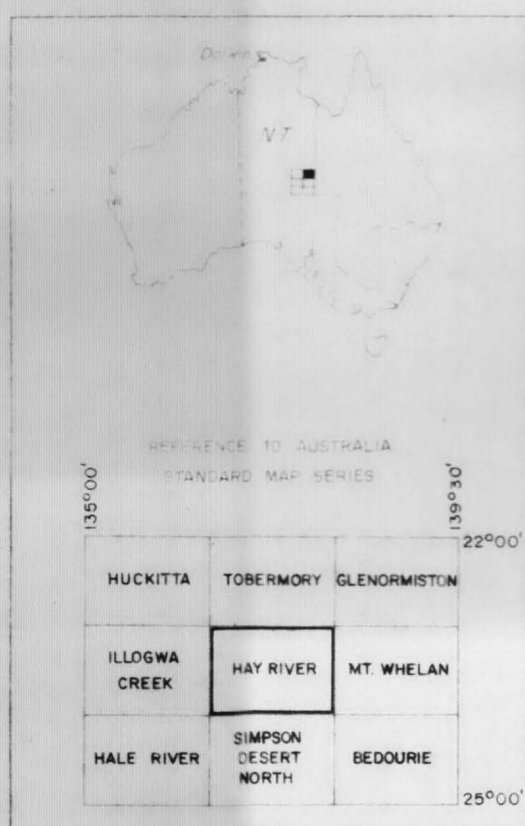 Darwin
NT
REFERENCE TO AUSTRALIA
STANDARD MAP SERIES
135°00'
139°30'
22°00'
HUCKITTA TOBERMORY GLENORMISTON
ILLOGWA
CREEK
HAY RIVER
MT. WHELAN
HALE RIVER
SIMPSON
DESERT
NORTH
BEDOURIE
25°00'